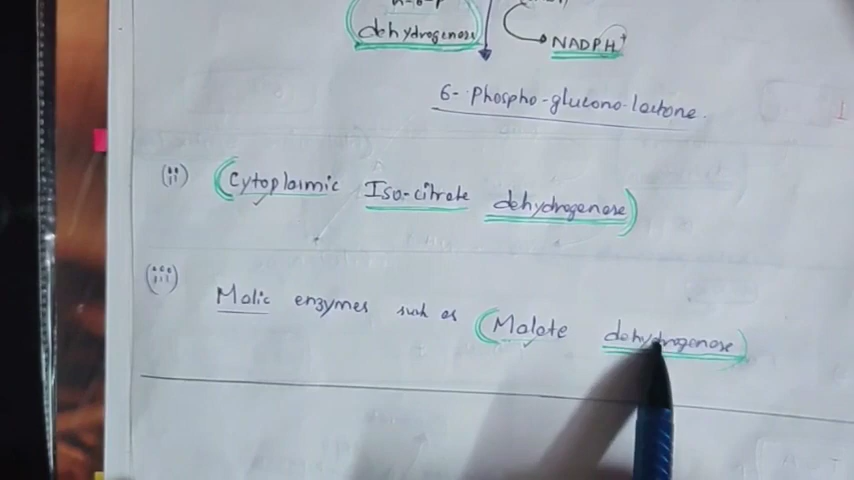 dehydrogenase
NADPH+
6-phospho-glucono-lactone.
(ii) (Cytoplasmic Iso-citrate dehydrogenase)
(iii) Malic enzymes such as (Malate dehydrogenase)